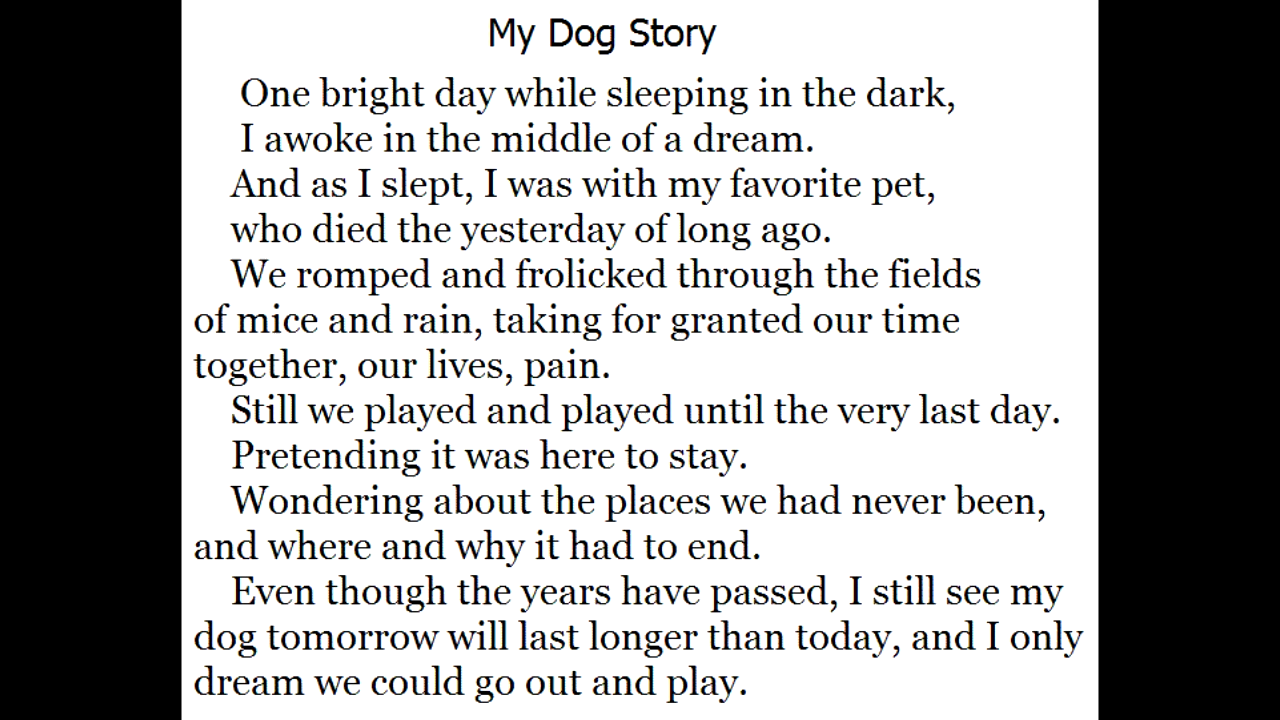 My Dog Story
One bright day while sleeping in the dark,
I awoke in the middle of a dream.
And as I slept, I was with my favorite pet,
who died the yesterday of long ago.
We romped and frolicked through the fields
of mice and rain, taking for granted our time
together, our lives, pain.
Still we played and played until the very last day.
Pretending it was here to stay.
Wondering about the places we had never been,
and where and why it had to end.
Even though the years have passed, I still see my
dog tomorrow will last longer than today, and I only
dream we could go out and play.